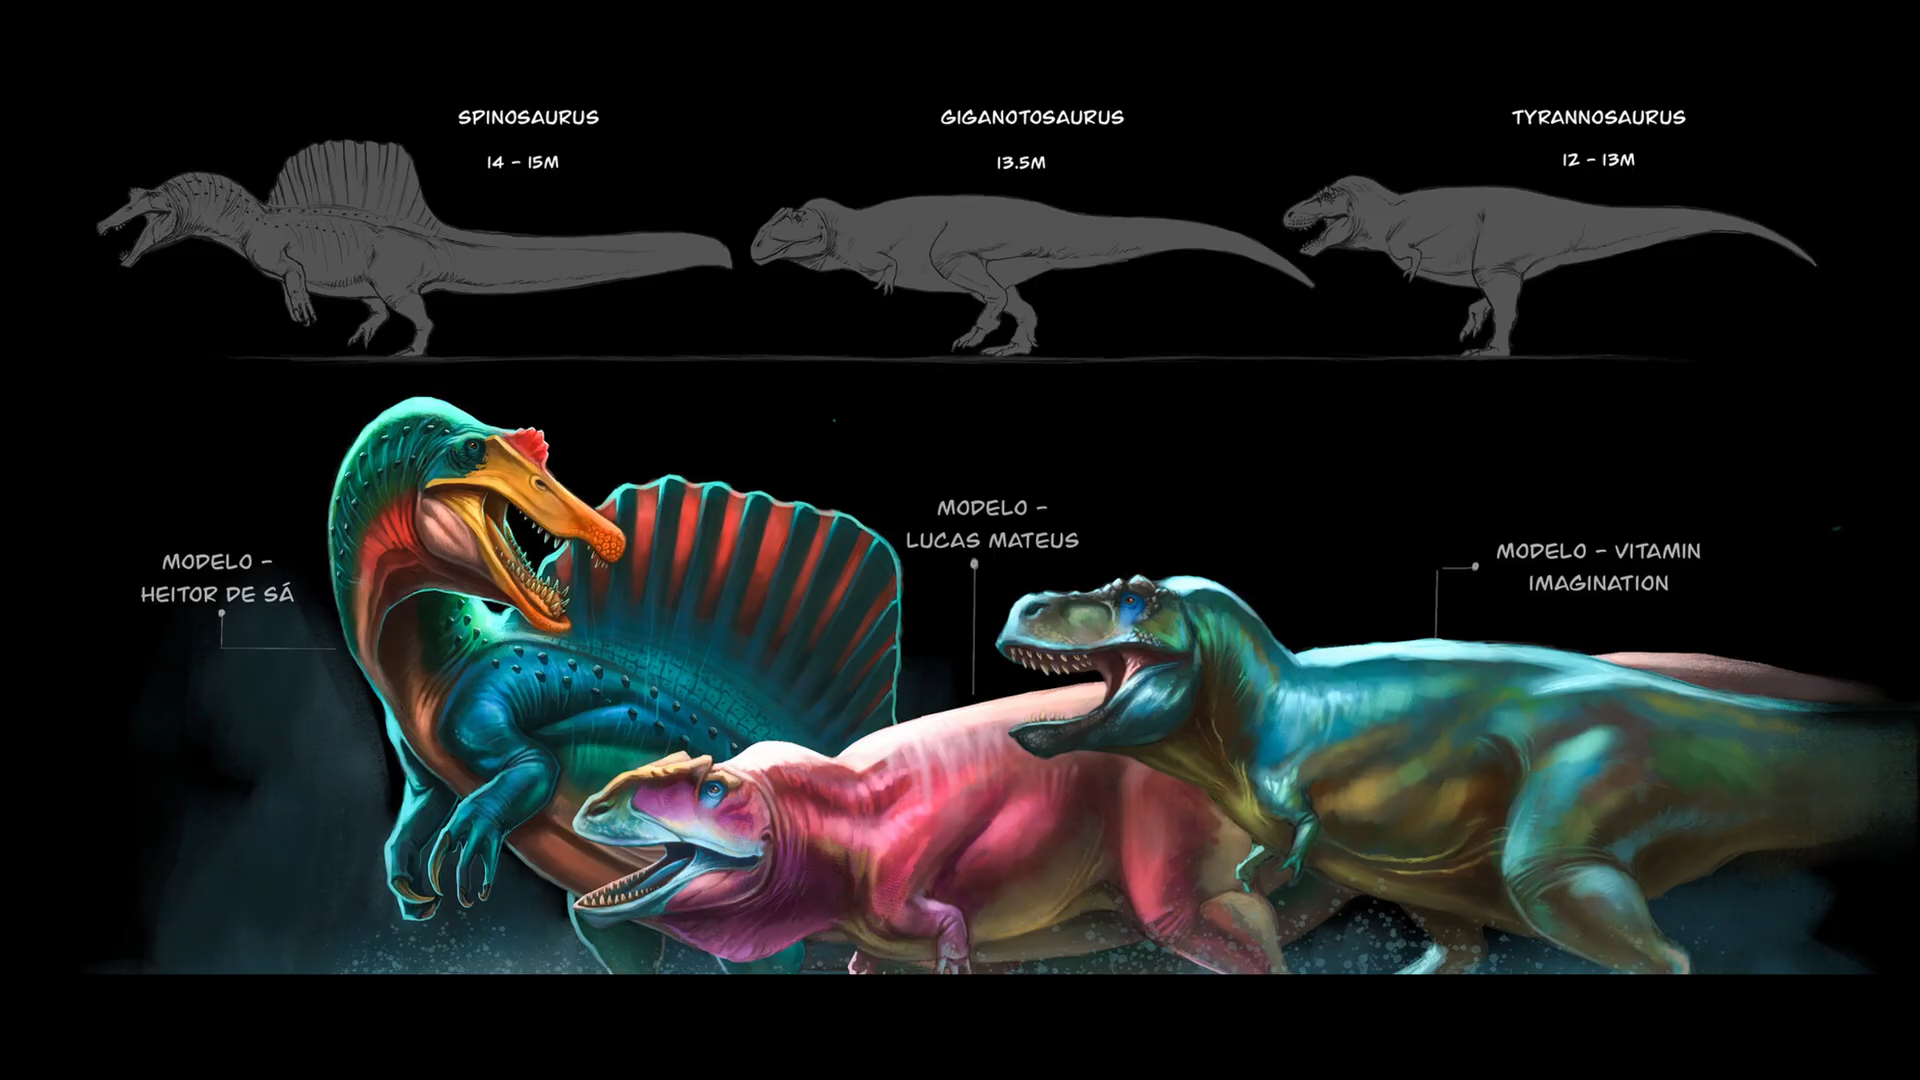 SPINOSAURUS
14 - 15M
GIGANOTOSAURUS
13.5M
TYRANNOSAURUS
12 - 13M
MODELO -
HEITOR DE SÁ
MODELO -
LUCAS MATEUS
MODELO - VITAMIN
IMAGINATION